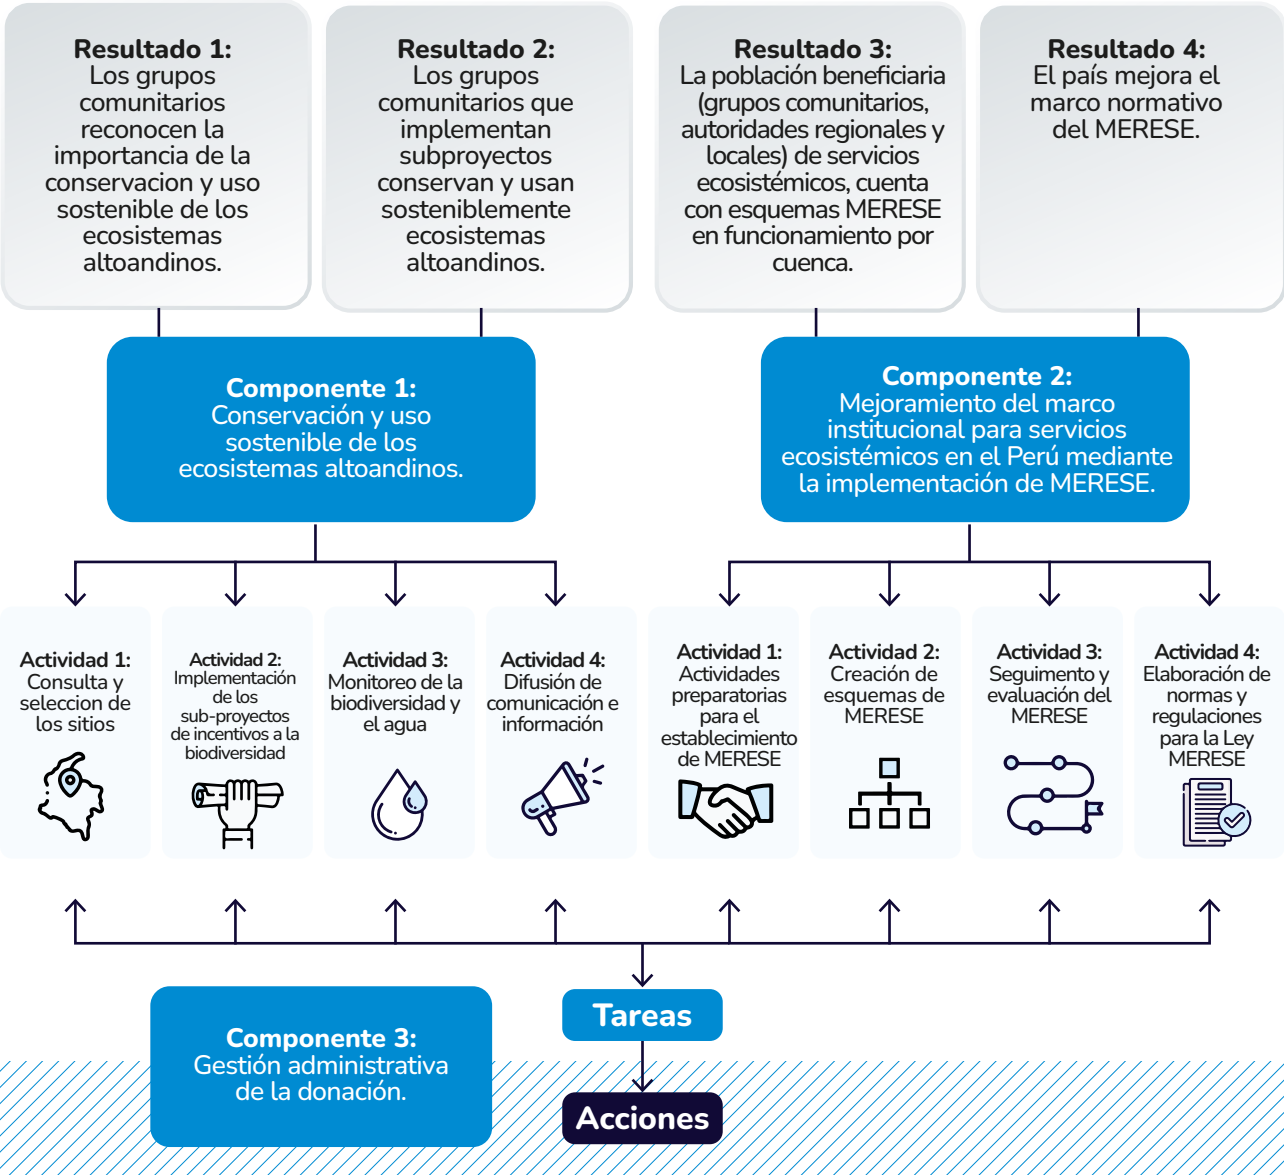 Resultado 1:
Los grupos
comunitarios
reconocen la
importancia de la
conservacion y uso
sostenible de los
ecosistemas
altoandinos.
Resultado 2:
Los grupos
comunitarios que
implementan
subproyectos
conservan y usan
sosteniblemente
ecosistemas
altoandinos.
Resultado 3:
La población beneficiaria
(grupos comunitarios,
autoridades regionales y
locales) de servicios
ecosistémicos, cuenta
con esquemas MERESE
en funcionamiento por
cuenca.
Resultado 4:
El país mejora el
marco normativo
del MERESE.
Componente 1:
Conservación y uso
sostenible de los
ecosistemas altoandinos.
Componente 2:
Mejoramiento del marco
institucional para servicios
ecosistémicos en el Perú mediante
la implementación de MERESE.
Actividad 1:
Consulta y
seleccion de
los sitios
Actividad 2:
Implementación
de los
sub-proyectos
de incentivos a la
biodiversidad
Actividad 3:
Monitoreo de la
biodiversidad y
el agua
Actividad 4:
Difusión de
comunicación e
información
Actividad 1:
Actividades
preparatorias
para el
establecimiento
de MERESE
Actividad 2:
Creación de
esquemas de
MERESE
Actividad 3:
Seguimento y
evaluación del
MERESE
Actividad 4:
Elaboración de
normas y
regulaciones
para la Ley
MERESE
Componente 3:
Gestión administrativa
de la donación.
Tareas
Acciones